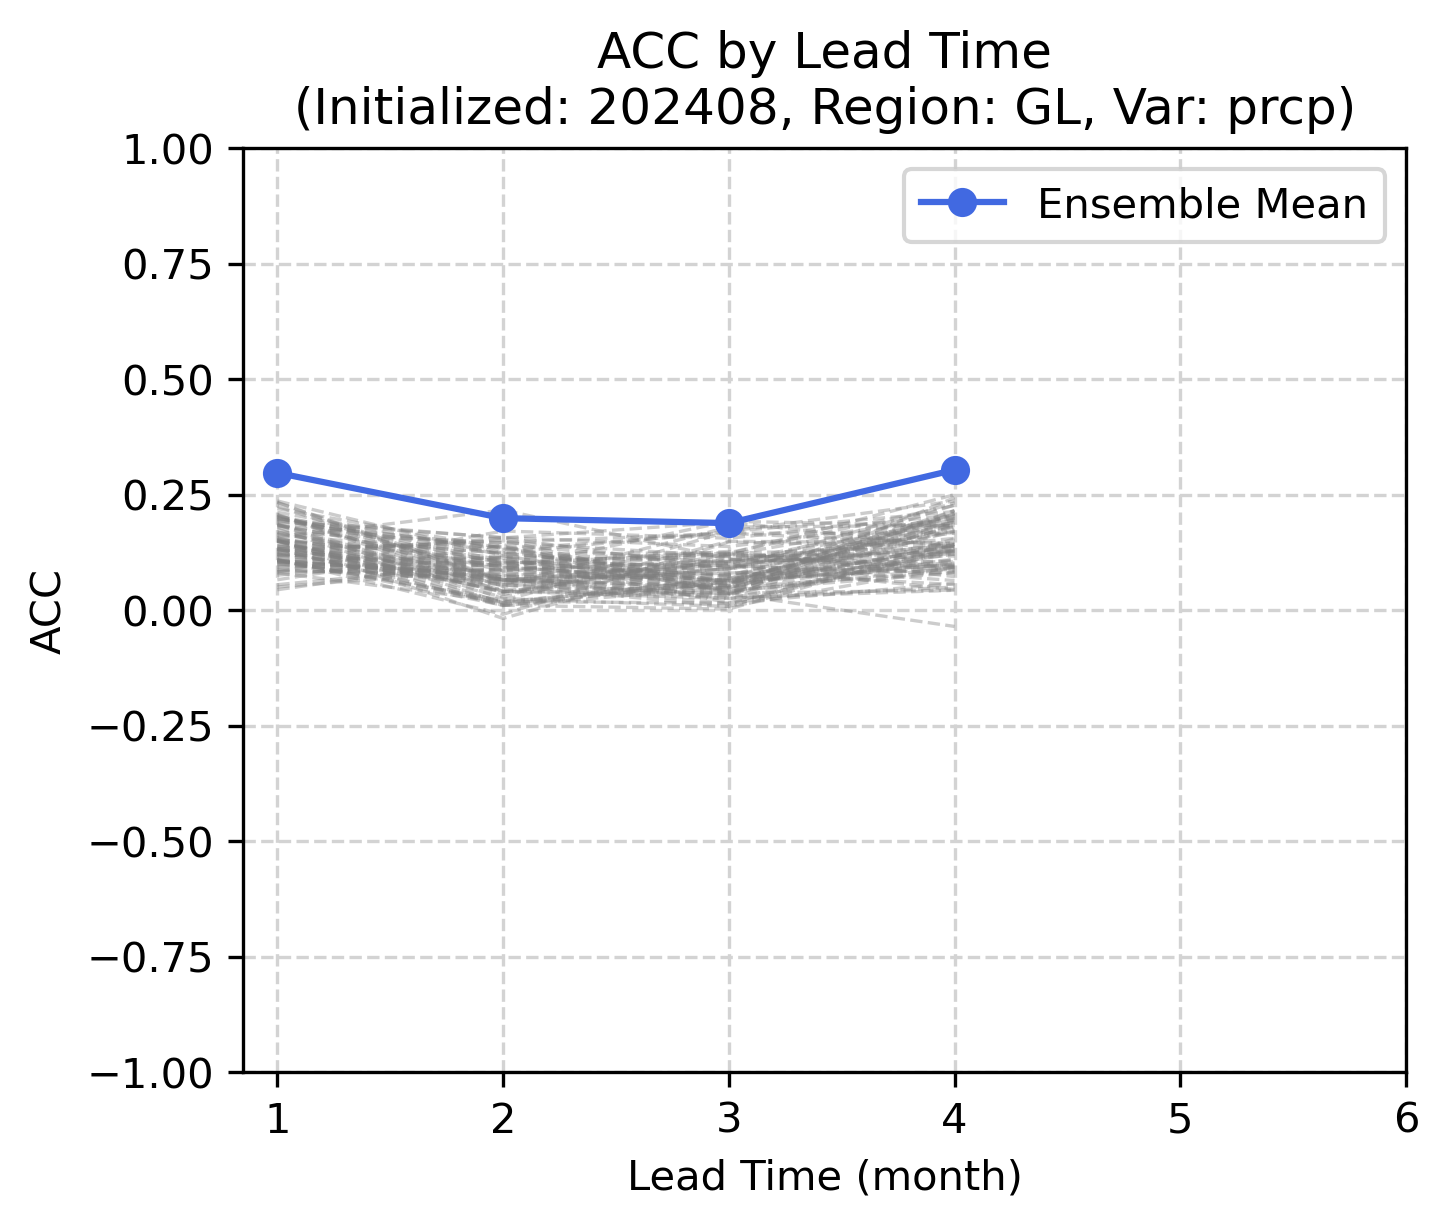 ACC by Lead Time
(Initialized: 202408, Region: GL, Var: prcp)
Ensemble Mean
1.00
0.75
0.50
0.25
0.00
−0.25
−0.50
−0.75
−1.00
ACC
1 2 3 4 5 6
Lead Time (month)